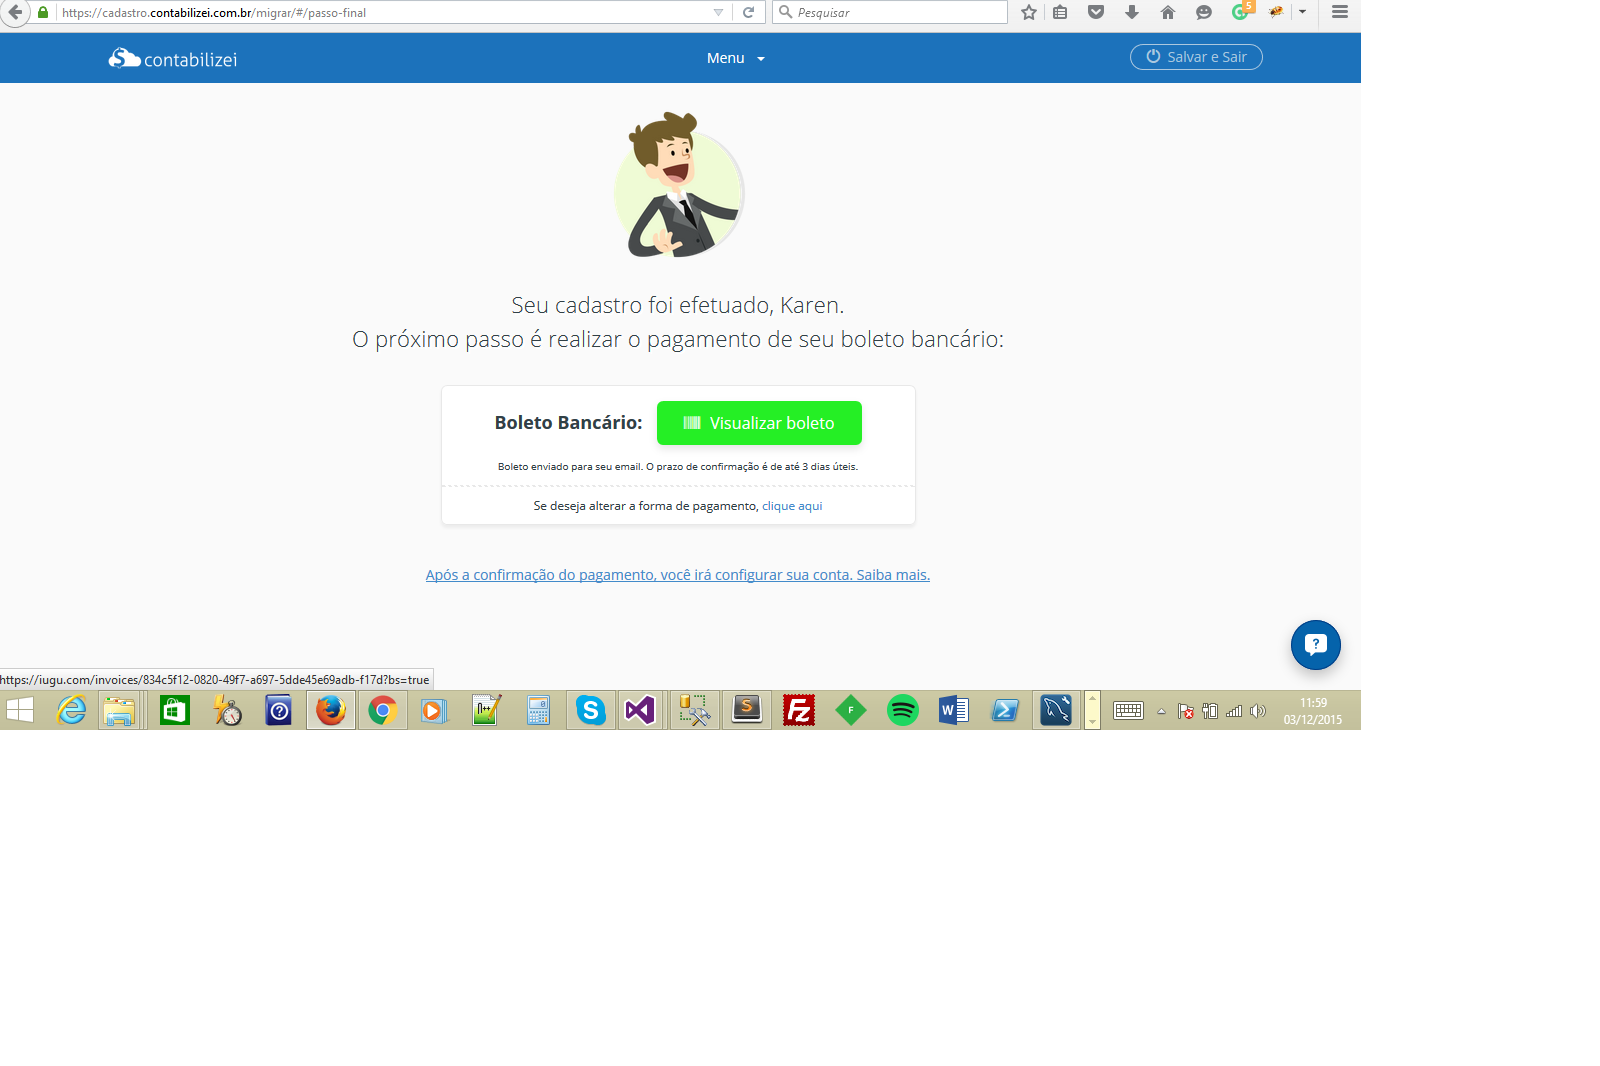 https://cadastro.contabilizei.com.br/migrar/#/passo-final
Pesquisar
5
contabilizei
Menu
Salvar e Sair
Seu cadastro foi efetuado, Karen.
O próximo passo é realizar o pagamento de seu boleto bancário:
Boleto Bancário: Visualizar boleto
Boleto enviado para seu email. O prazo de confirmação é de até 3 dias úteis.
Se deseja alterar a forma de pagamento, clique aqui
Após a confirmação do pagamento, você irá configurar sua conta. Saiba mais.
?
https://iugu.com/invoices/834c5f12-0820-49f7-a697-5dde45e69adb-f17d?bs=true
11:59
03/12/2015